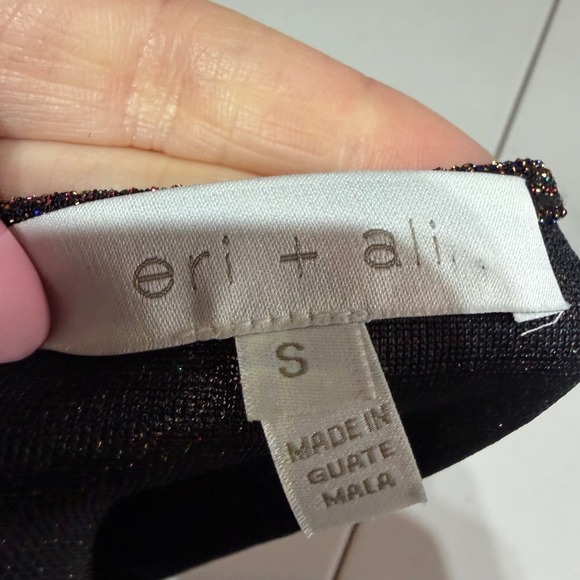 eri + ali
S
MADE IN
GUATE
MALA